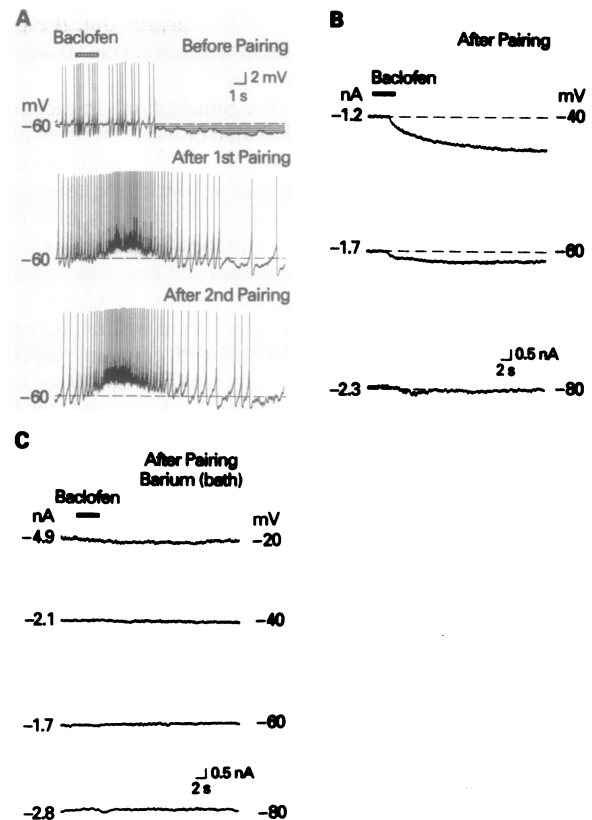 A
Baclofen
Before Pairing
2 mV
1 s
mV
−60
After 1st Pairing
−60
After 2nd Pairing
−60
B
After Pairing
Baclofen
nA
mV
−1.2
−40
−1.7
−60
0.5 nA
2 s
−2.3
−80
C
After Pairing
Barium (bath)
Baclofen
nA
mV
−4.9
−20
−2.1
−40
−1.7
−60
0.5 nA
2 s
−2.8
−80